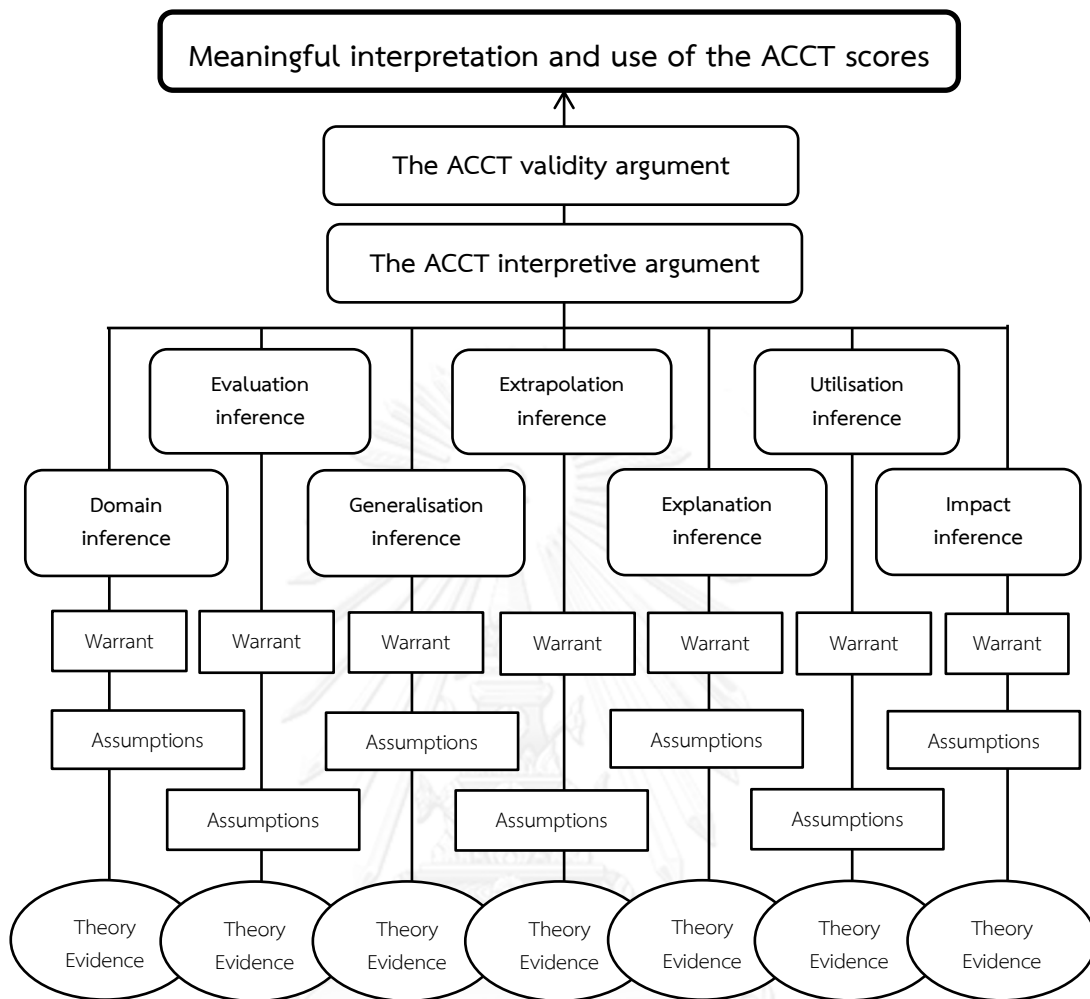 Meaningful interpretation and use of the ACCT scores
The ACCT validity argument
The ACCT interpretive argument
Evaluation
inference
Extrapolation
inference
Utilisation
inference
Domain
inference
Generalisation
inference
Explanation
inference
Impact
inference
Warrant
Warrant
Warrant
Warrant
Warrant
Warrant
Warrant
Assumptions
Assumptions
Assumptions
Assumptions
Assumptions
Assumptions
Assumptions
Theory
Evidence
Theory
Evidence
Theory
Evidence
Theory
Evidence
Theory
Evidence
Theory
Evidence
Theory
Evidence